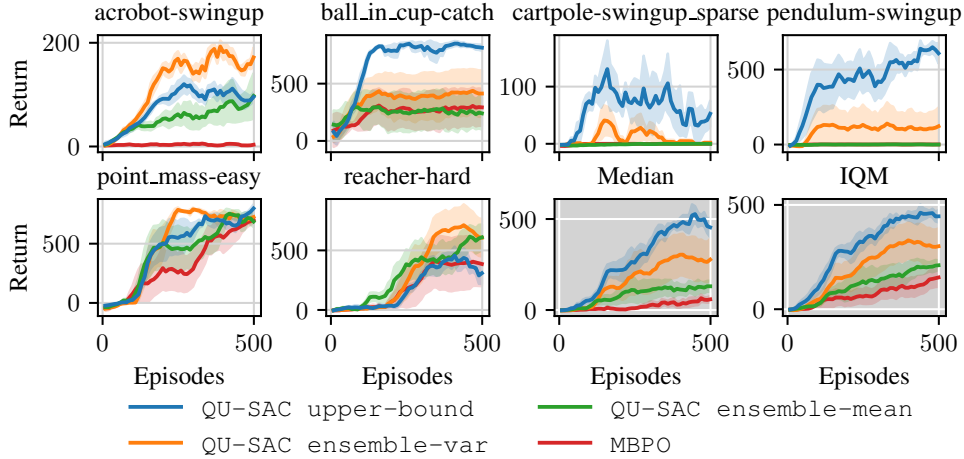 acrobot-swingup ball_in_cup-catch cartpole-swingup_sparse pendulum-swingup
Return
200
100
0
500
0
100
0
500
0
point_mass-easy reacher-hard Median IQM
Return
500
0
500
0
500
0
500
0
0 500 0 500 0 500 0 500
Episodes Episodes Episodes Episodes
QU-SAC upper-bound QU-SAC ensemble-mean
QU-SAC ensemble-var MBPO